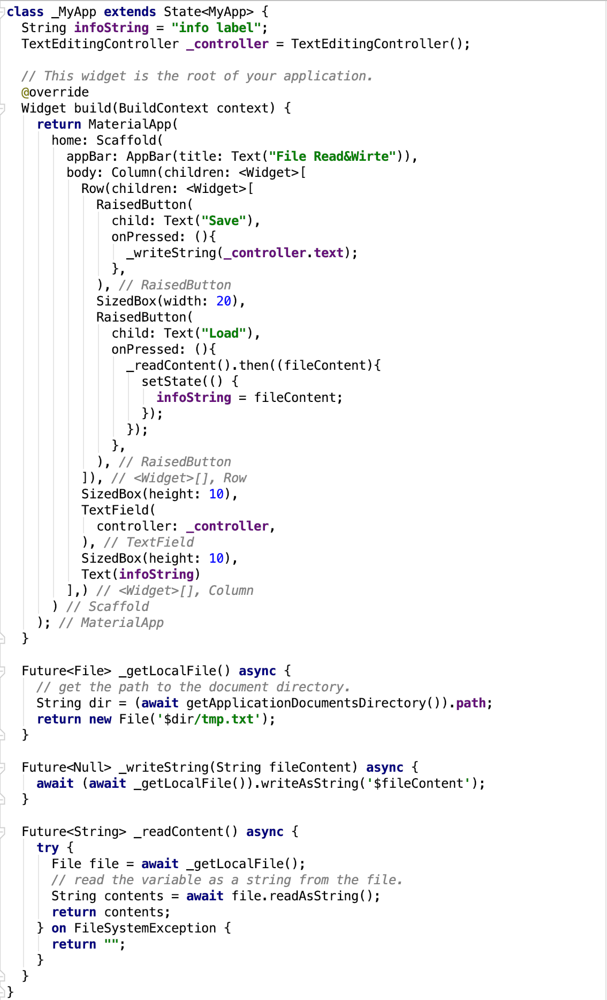 class _MyApp extends State<MyApp> {
  String infoString = "info label";
  TextEditingController _controller = TextEditingController();

  // This widget is the root of your application.
  @override
  Widget build(BuildContext context) {
    return MaterialApp(
      home: Scaffold(
        appBar: AppBar(title: Text("File Read&Wirte")),
        body: Column(children: <Widget>[
          Row(children: <Widget>[
            RaisedButton(
              child: Text("Save"),
              onPressed: (){
                _writeString(_controller.text);
              },
            ), // RaisedButton
            SizedBox(width: 20),
            RaisedButton(
              child: Text("Load"),
              onPressed: (){
                _readContent().then((fileContent){
                  setState(() {
                    infoString = fileContent;
                  });
                });
              },
            ), // RaisedButton
          ]), // <Widget>[], Row
          SizedBox(height: 10),
          TextField(
            controller: _controller,
          ), // TextField
          SizedBox(height: 10),
          Text(infoString)
        ],) // <Widget>[], Column
      ) // Scaffold
    ); // MaterialApp
  }

  Future<File> _getLocalFile() async {
    // get the path to the document directory.
    String dir = (await getApplicationDocumentsDirectory()).path;
    return new File('$dir/tmp.txt');
  }

  Future<Null> _writeString(String fileContent) async {
    await (await _getLocalFile()).writeAsString('$fileContent');
  }

  Future<String> _readContent() async {
    try {
      File file = await _getLocalFile();
      // read the variable as a string from the file.
      String contents = await file.readAsString();
      return contents;
    } on FileSystemException {
      return "";
    }
  }
}